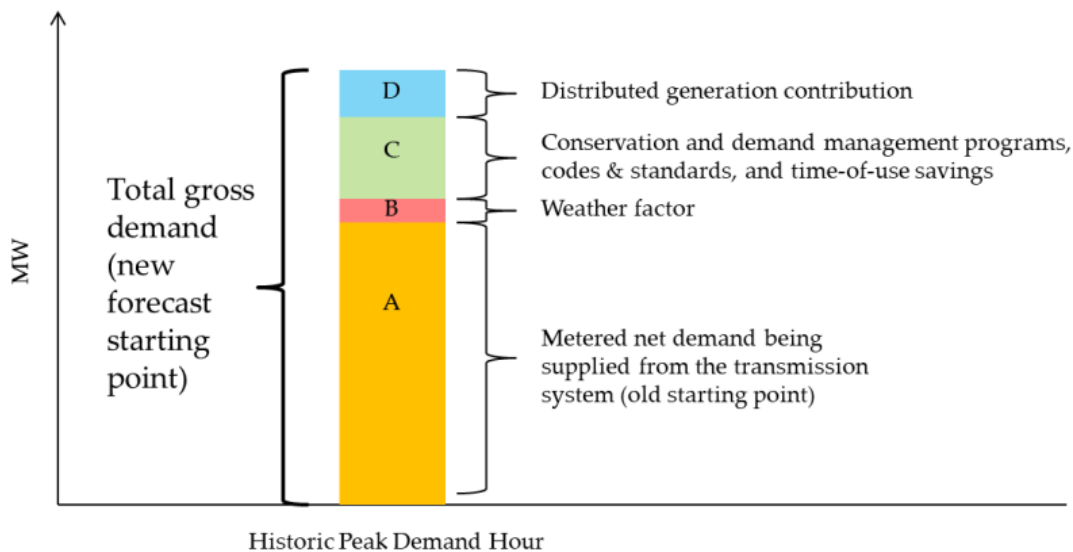 MW
Total gross
demand
(new
forecast
starting
point)
D
C
B
A
Distributed generation contribution
Conservation and demand management programs,
codes & standards, and time-of-use savings
Weather factor
Metered net demand being
supplied from the transmission
system (old starting point)
Historic Peak Demand Hour